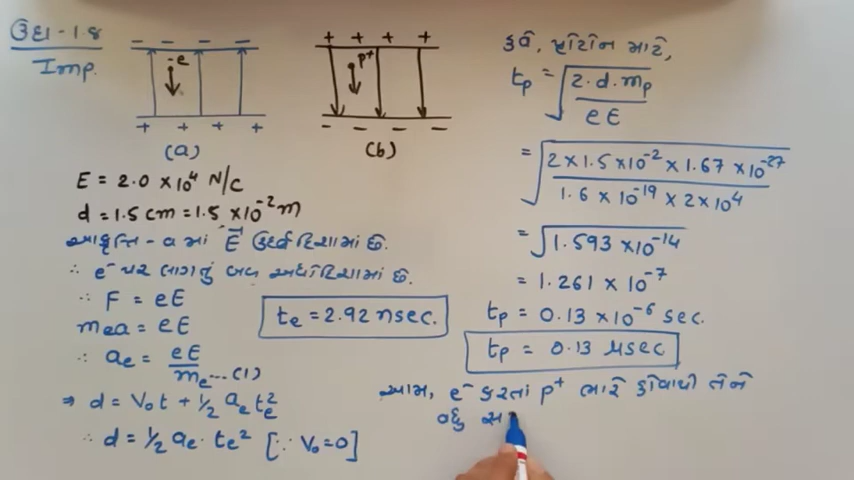 ઉદા-1.8
Imp.
− − − −
-e
+ + + +
(a)
+ + + +
p⁺
− − − −
(b)
E = 2.0 × 10⁴ N/C
d = 1.5 cm = 1.5 × 10⁻² m
આકૃતિ - a માં E⃗ ઉર્ધ્વ દિશામાં છે.
∴ e⁻ પર લાગતું બળ અધોદિશામાં છે.
∴ F = eE
mₑa = eE
∴ aₑ = eE/mₑ ...(1)
⇒ d = V₀t + ½ aₑtₑ²
∴ d = ½ aₑ · tₑ² [∵ V₀ = 0]
tₑ = 2.92 nsec.
હવે, પ્રોટોન માટે,
tₚ = √(2·d·mₚ / eE)
= √(2 × 1.5 × 10⁻² × 1.67 × 10⁻²⁷ / 1.6 × 10⁻¹⁹ × 2 × 10⁴)
= √1.593 × 10⁻¹⁴
= 1.261 × 10⁻⁷
tₚ = 0.13 × 10⁻⁶ sec.
tₚ = 0.13 μsec
આમ, e⁻ કરતાં p⁺ ભારે હોવાથી તેને
વધુ સમ